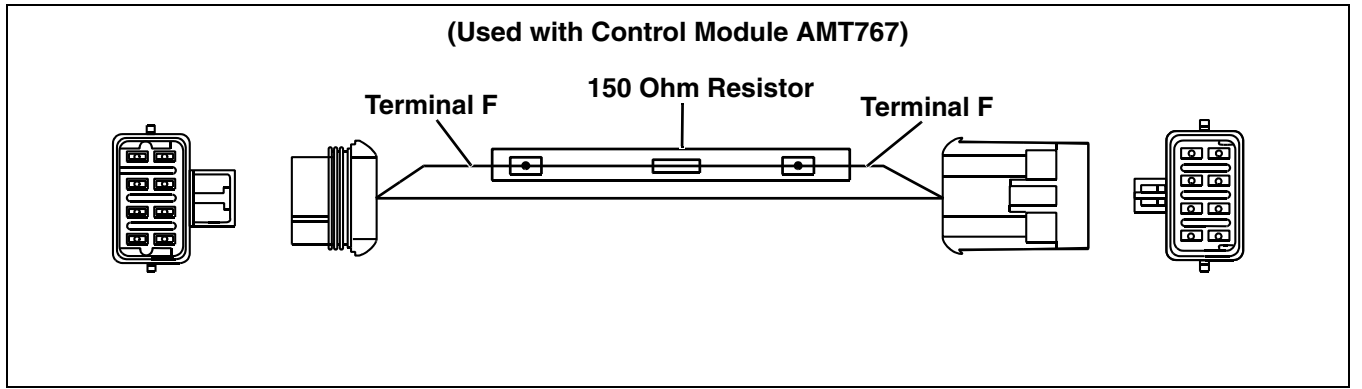 (Used with Control Module AMT767)
150 Ohm Resistor
Terminal F
Terminal F